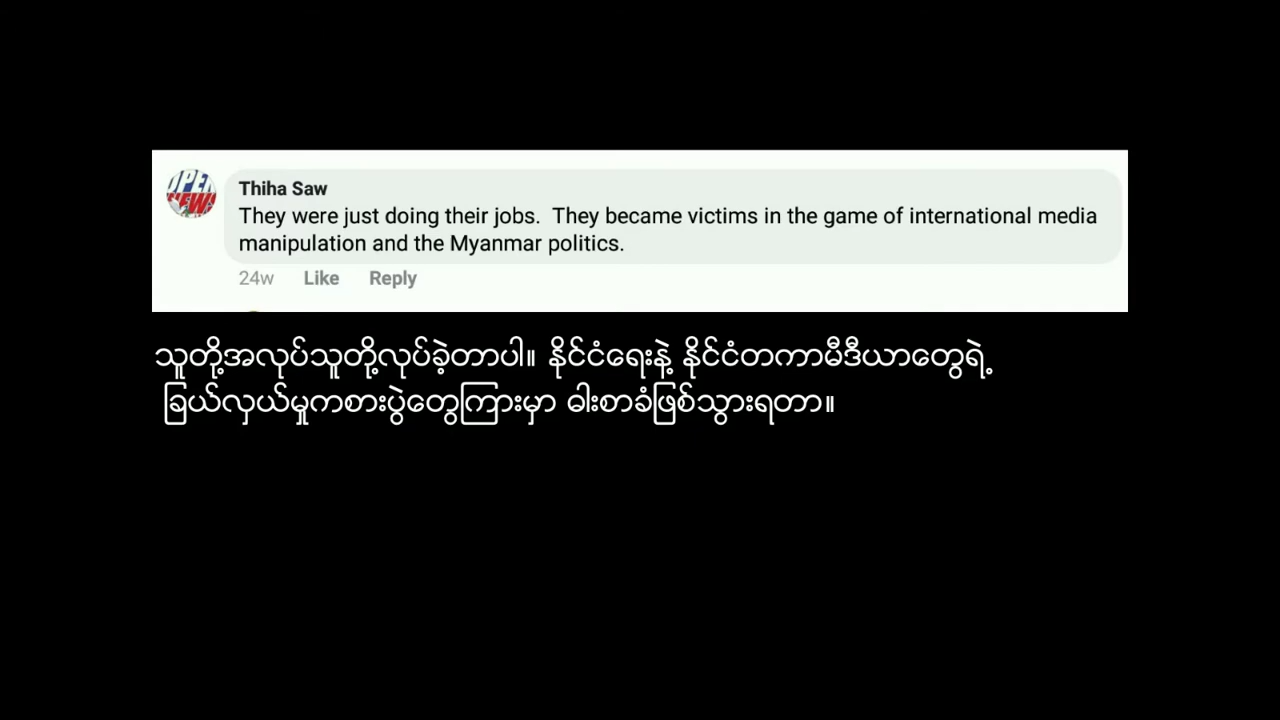 OPEN
NEWS
Thiha Saw
They were just doing their jobs.  They became victims in the game of international media
manipulation and the Myanmar politics.
24w Like Reply
သူတို့အလုပ်သူတို့လုပ်ခဲ့တာပါ။ နိုင်ငံရေးနဲ့ နိုင်ငံတကာမီဒီယာတွေရဲ့
ခြယ်လှယ်မှုကစားပွဲတွေကြားမှာ ဓါးစာခံဖြစ်သွားရတာ။